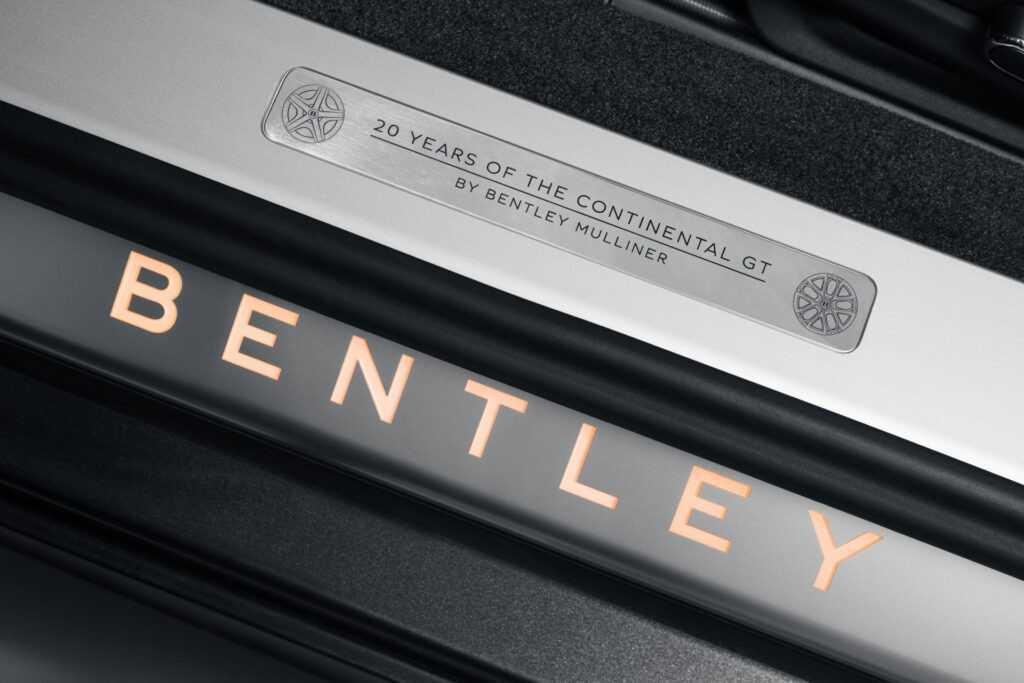 20 YEARS OF THE CONTINENTAL GT
BY BENTLEY MULLINER
BENTLEY